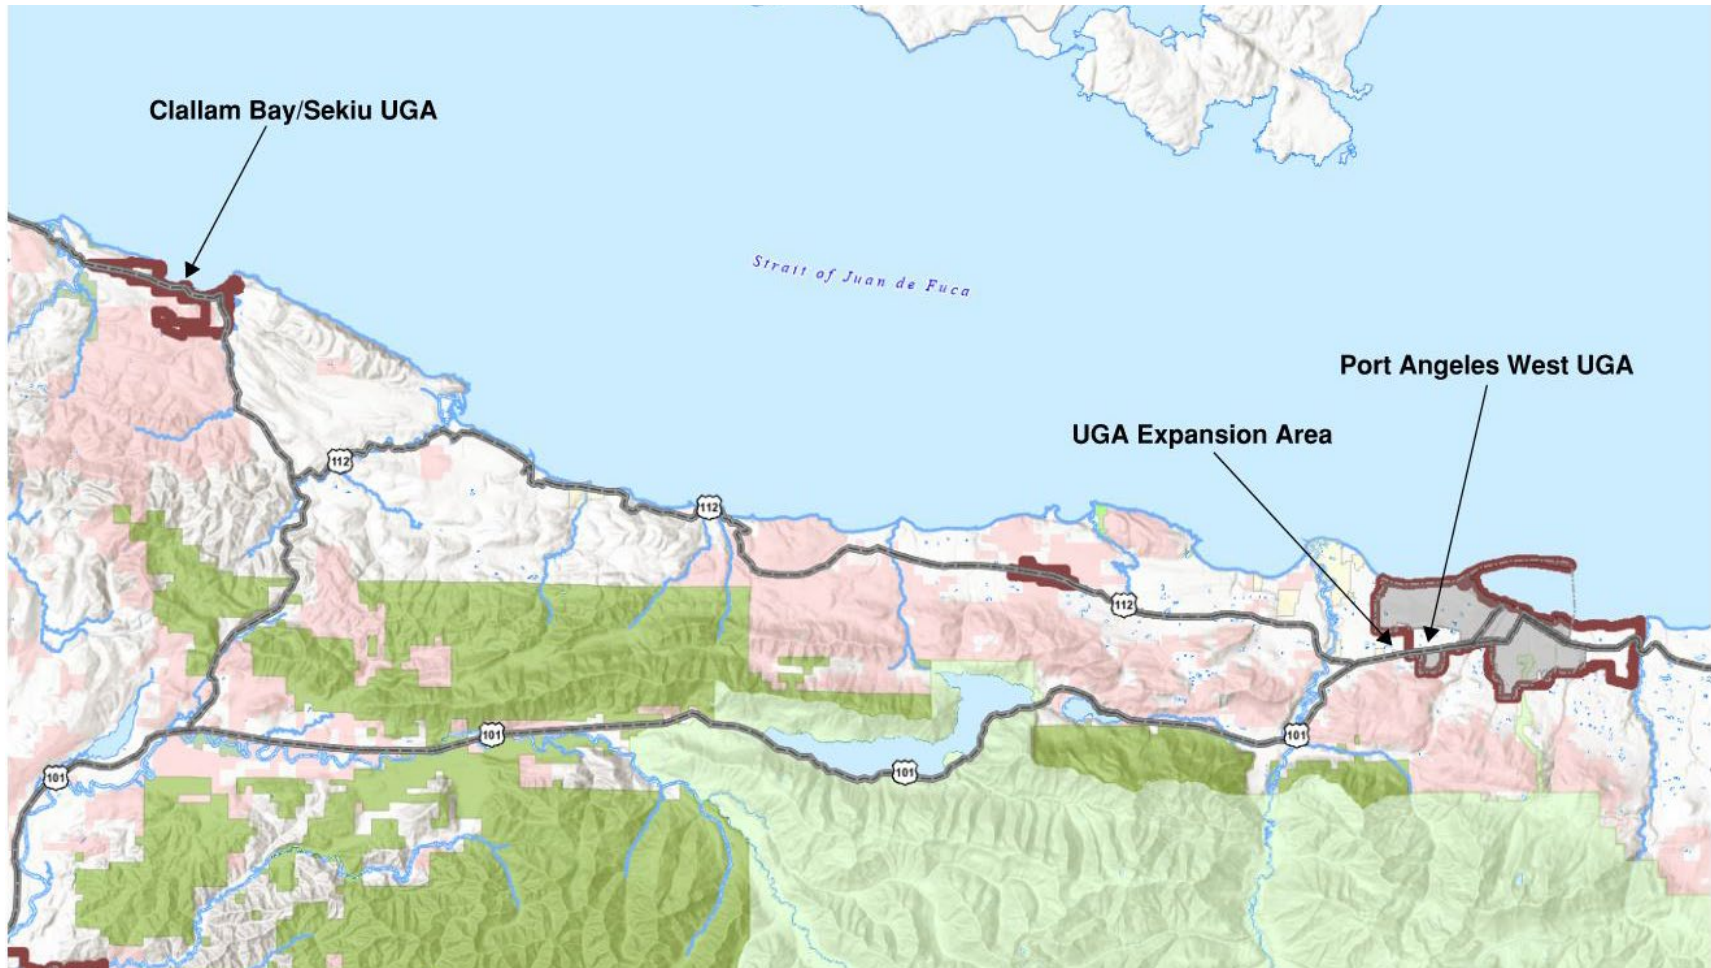 Clallam Bay/Sekiu UGA
Strait of Juan de Fuca
Port Angeles West UGA
UGA Expansion Area
112
112
112
101
101
101
101